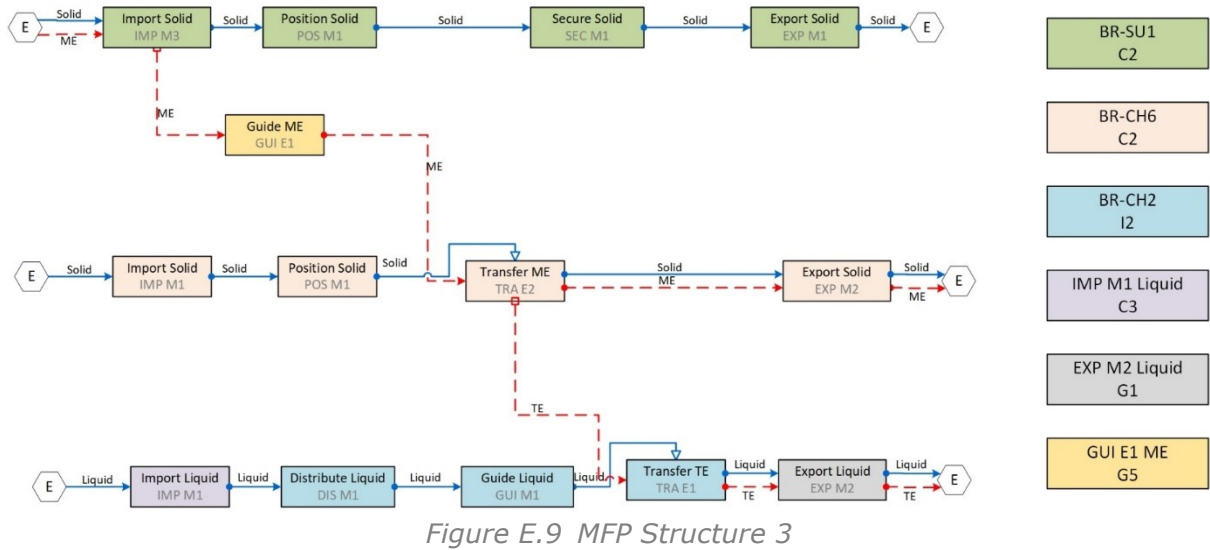 Solid
Solid
Solid
Solid
Solid
E
Import Solid
IMP M3
Position Solid
POS M1
Secure Solid
SEC M1
Export Solid
EXP M1
E
ME
BR-SU1
C2
ME
Guide ME
GUI E1
BR-CH6
C2
ME
BR-CH2
I2
Solid
Solid
Solid
Solid
Solid
E
Import Solid
IMP M1
Position Solid
POS M1
Transfer ME
TRA E2
ME
Export Solid
EXP M2
ME
E
IMP M1 Liquid
C3
EXP M2 Liquid
G1
TE
GUI E1 ME
G5
Liquid
Liquid
Liquid
Liquid
Liquid
Liquid
E
Import Liquid
IMP M1
Distribute Liquid
DIS M1
Guide Liquid
GUI M1
Transfer TE
TRA E1
TE
Export Liquid
EXP M2
TE
E
Figure E.9 MFP Structure 3